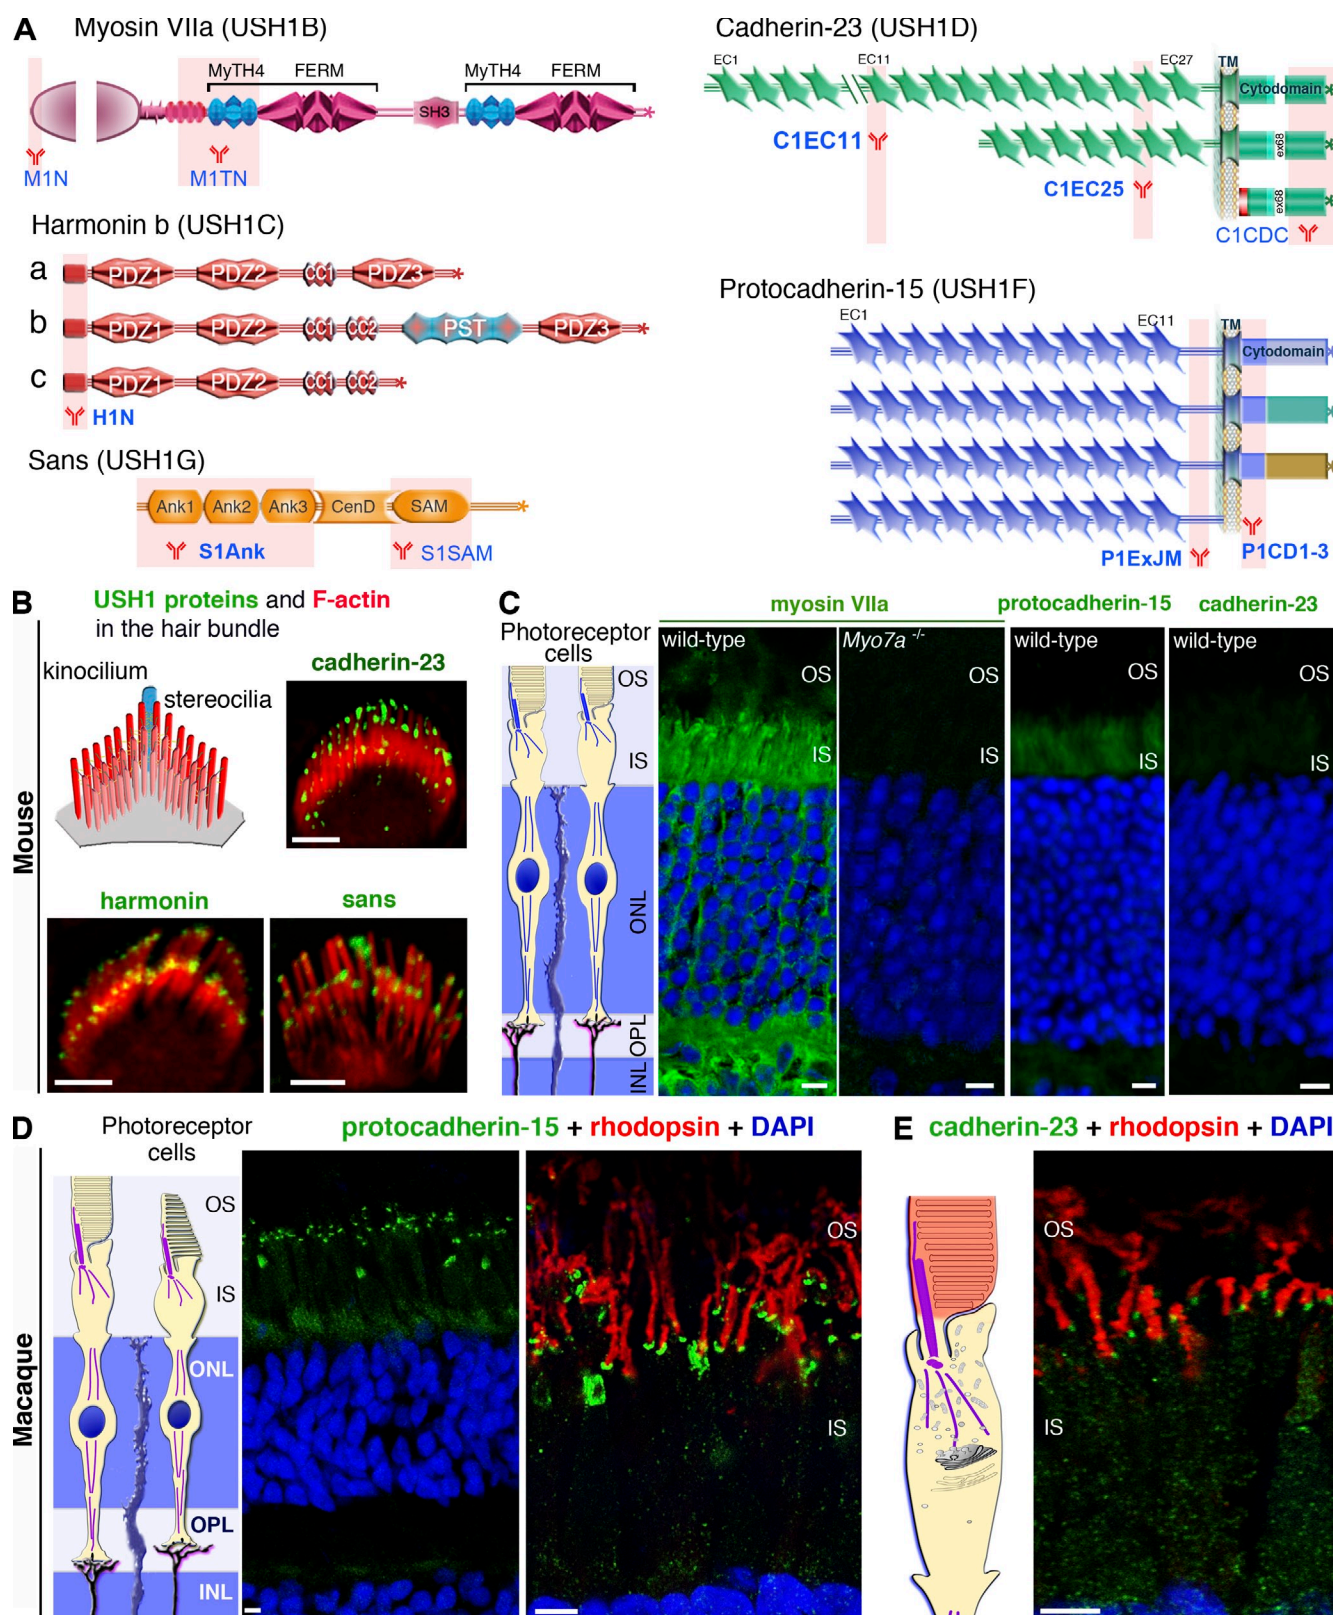 A
Myosin VIIa (USH1B)
MyTH4 FERM MyTH4 FERM
SH3
M1N M1TN
Harmonin b (USH1C)
a PDZ1 PDZ2 CC1 PDZ3 *
b PDZ1 PDZ2 CC1 CC2 PST PDZ3 *
c PDZ1 PDZ2 CC1 CC2 *
H1N
Sans (USH1G)
Ank1 Ank2 Ank3 CenD SAM *
S1Ank S1SAM
Cadherin-23 (USH1D)
EC1 EC11 EC27 TM
Cytodomain
C1EC11
ex68
C1EC25
ex68
C1CDC
Protocadherin-15 (USH1F)
EC1 EC11 TM
Cytodomain
P1ExJM P1CD1-3
B
USH1 proteins and F-actin
in the hair bundle
Mouse
kinocilium
stereocilia
cadherin-23
harmonin sans
C
Photoreceptor
cells
OS
IS
ONL
OPL
INL
myosin VIIa protocadherin-15 cadherin-23
wild-type Myo7a -/- wild-type wild-type
OS OS OS OS
IS IS IS IS
D
Macaque
Photoreceptor
cells
OS
IS
ONL
OPL
INL
protocadherin-15 + rhodopsin + DAPI
OS
IS
E cadherin-23 + rhodopsin + DAPI
OS
IS